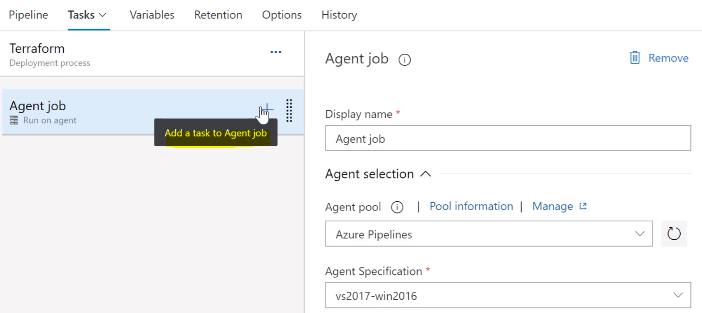 Pipeline Tasks Variables Retention Options History
Terraform
Deployment process
Agent job
Run on agent
Add a task to Agent job
Agent job
Remove
Display name *
Agent job
Agent selection
Agent pool | Pool information | Manage
Azure Pipelines
Agent Specification *
vs2017-win2016